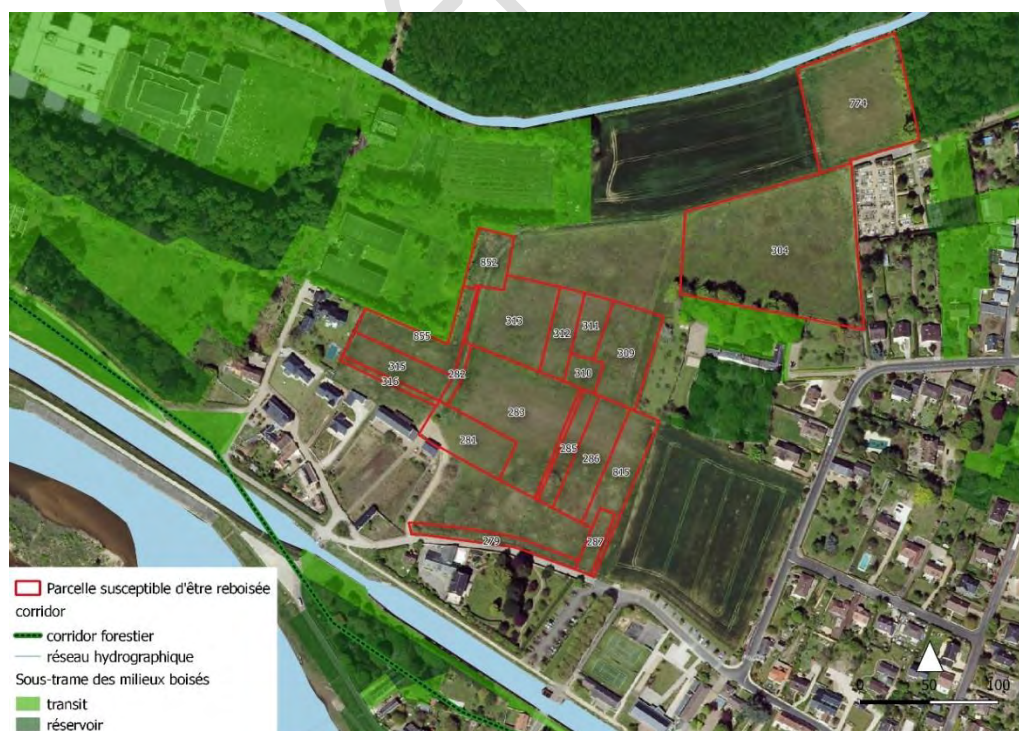 774
304
852
313
312
311
309
855
315
316
282
310
283
281
285
286
815
279
287
Parcelle susceptible d'être reboisée
corridor
corridor forestier
réseau hydrographique
Sous-trame des milieux boisés
transit
réservoir
0 50 100